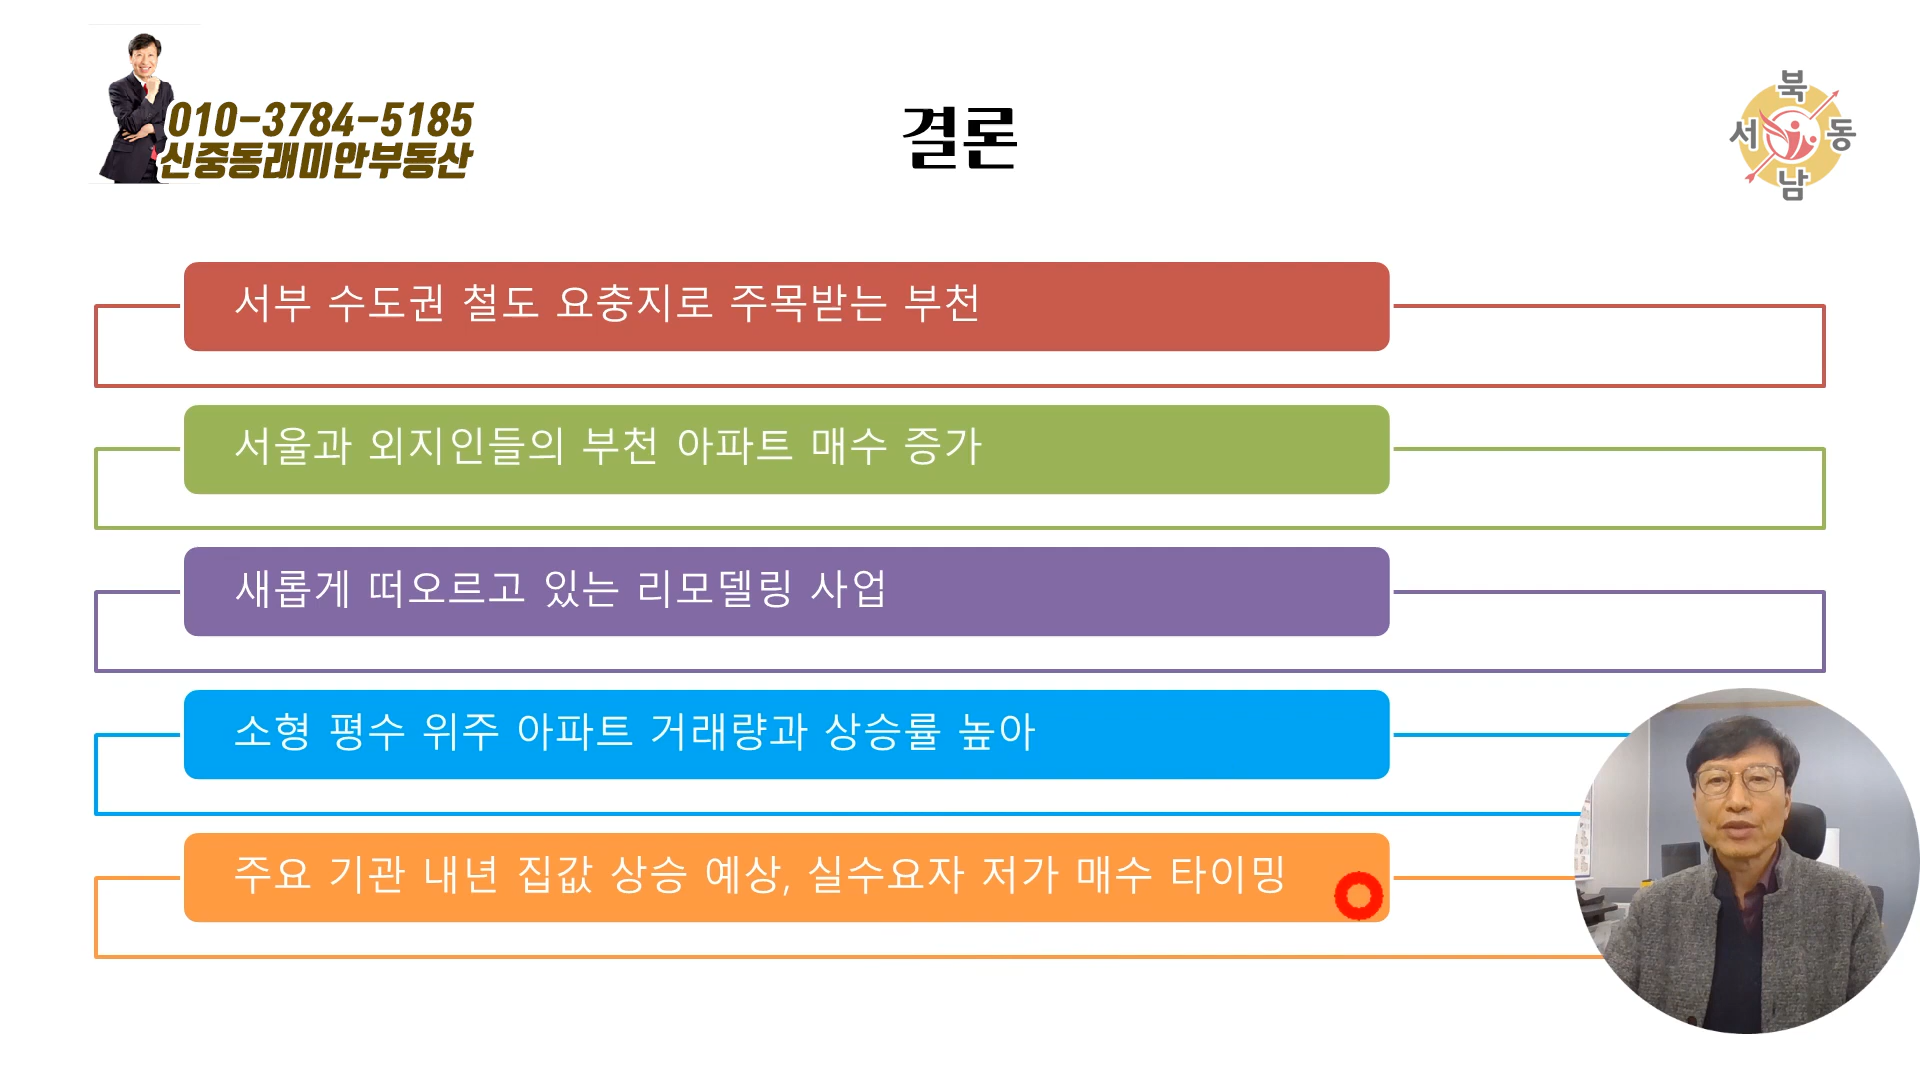 010-3784-5185
신중동래미안부동산
결론
북
서
동
남
서부 수도권 철도 요충지로 주목받는 부천
서울과 외지인들의 부천 아파트 매수 증가
새롭게 떠오르고 있는 리모델링 사업
소형 평수 위주 아파트 거래량과 상승률 높아
주요 기관 내년 집값 상승 예상, 실수요자 저가 매수 타이밍